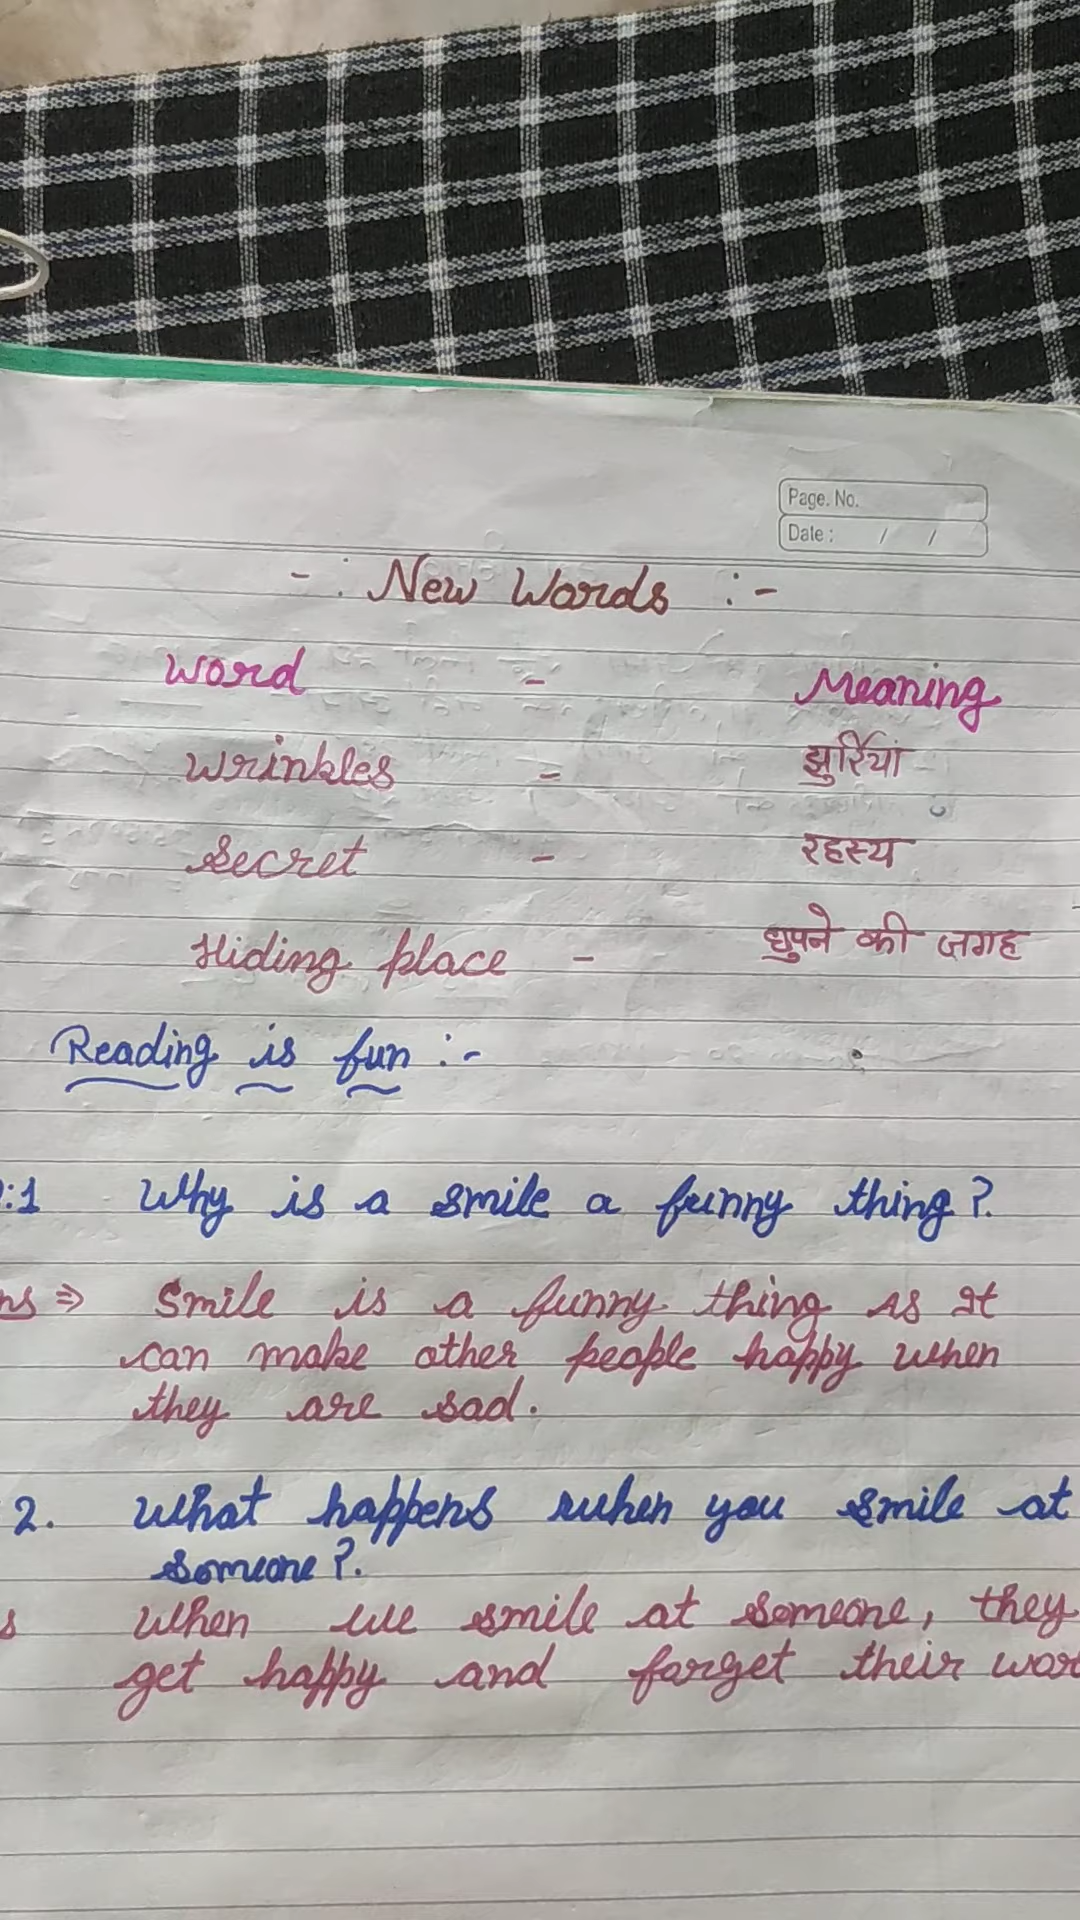 Page. No.
Date : / /
- : New Words : -
Word - Meaning
Wrinkles - झुर्रियां
Secret - रहस्य
Hiding place - छुपने की जगह
Reading is fun :-
:1 Why is a smile a funny thing?
ns ⇒ Smile is a funny thing as it
can make other people happy when
they are sad.
2. What happens when you smile at
someone?.
s When we smile at someone, they
get happy and forget their wor